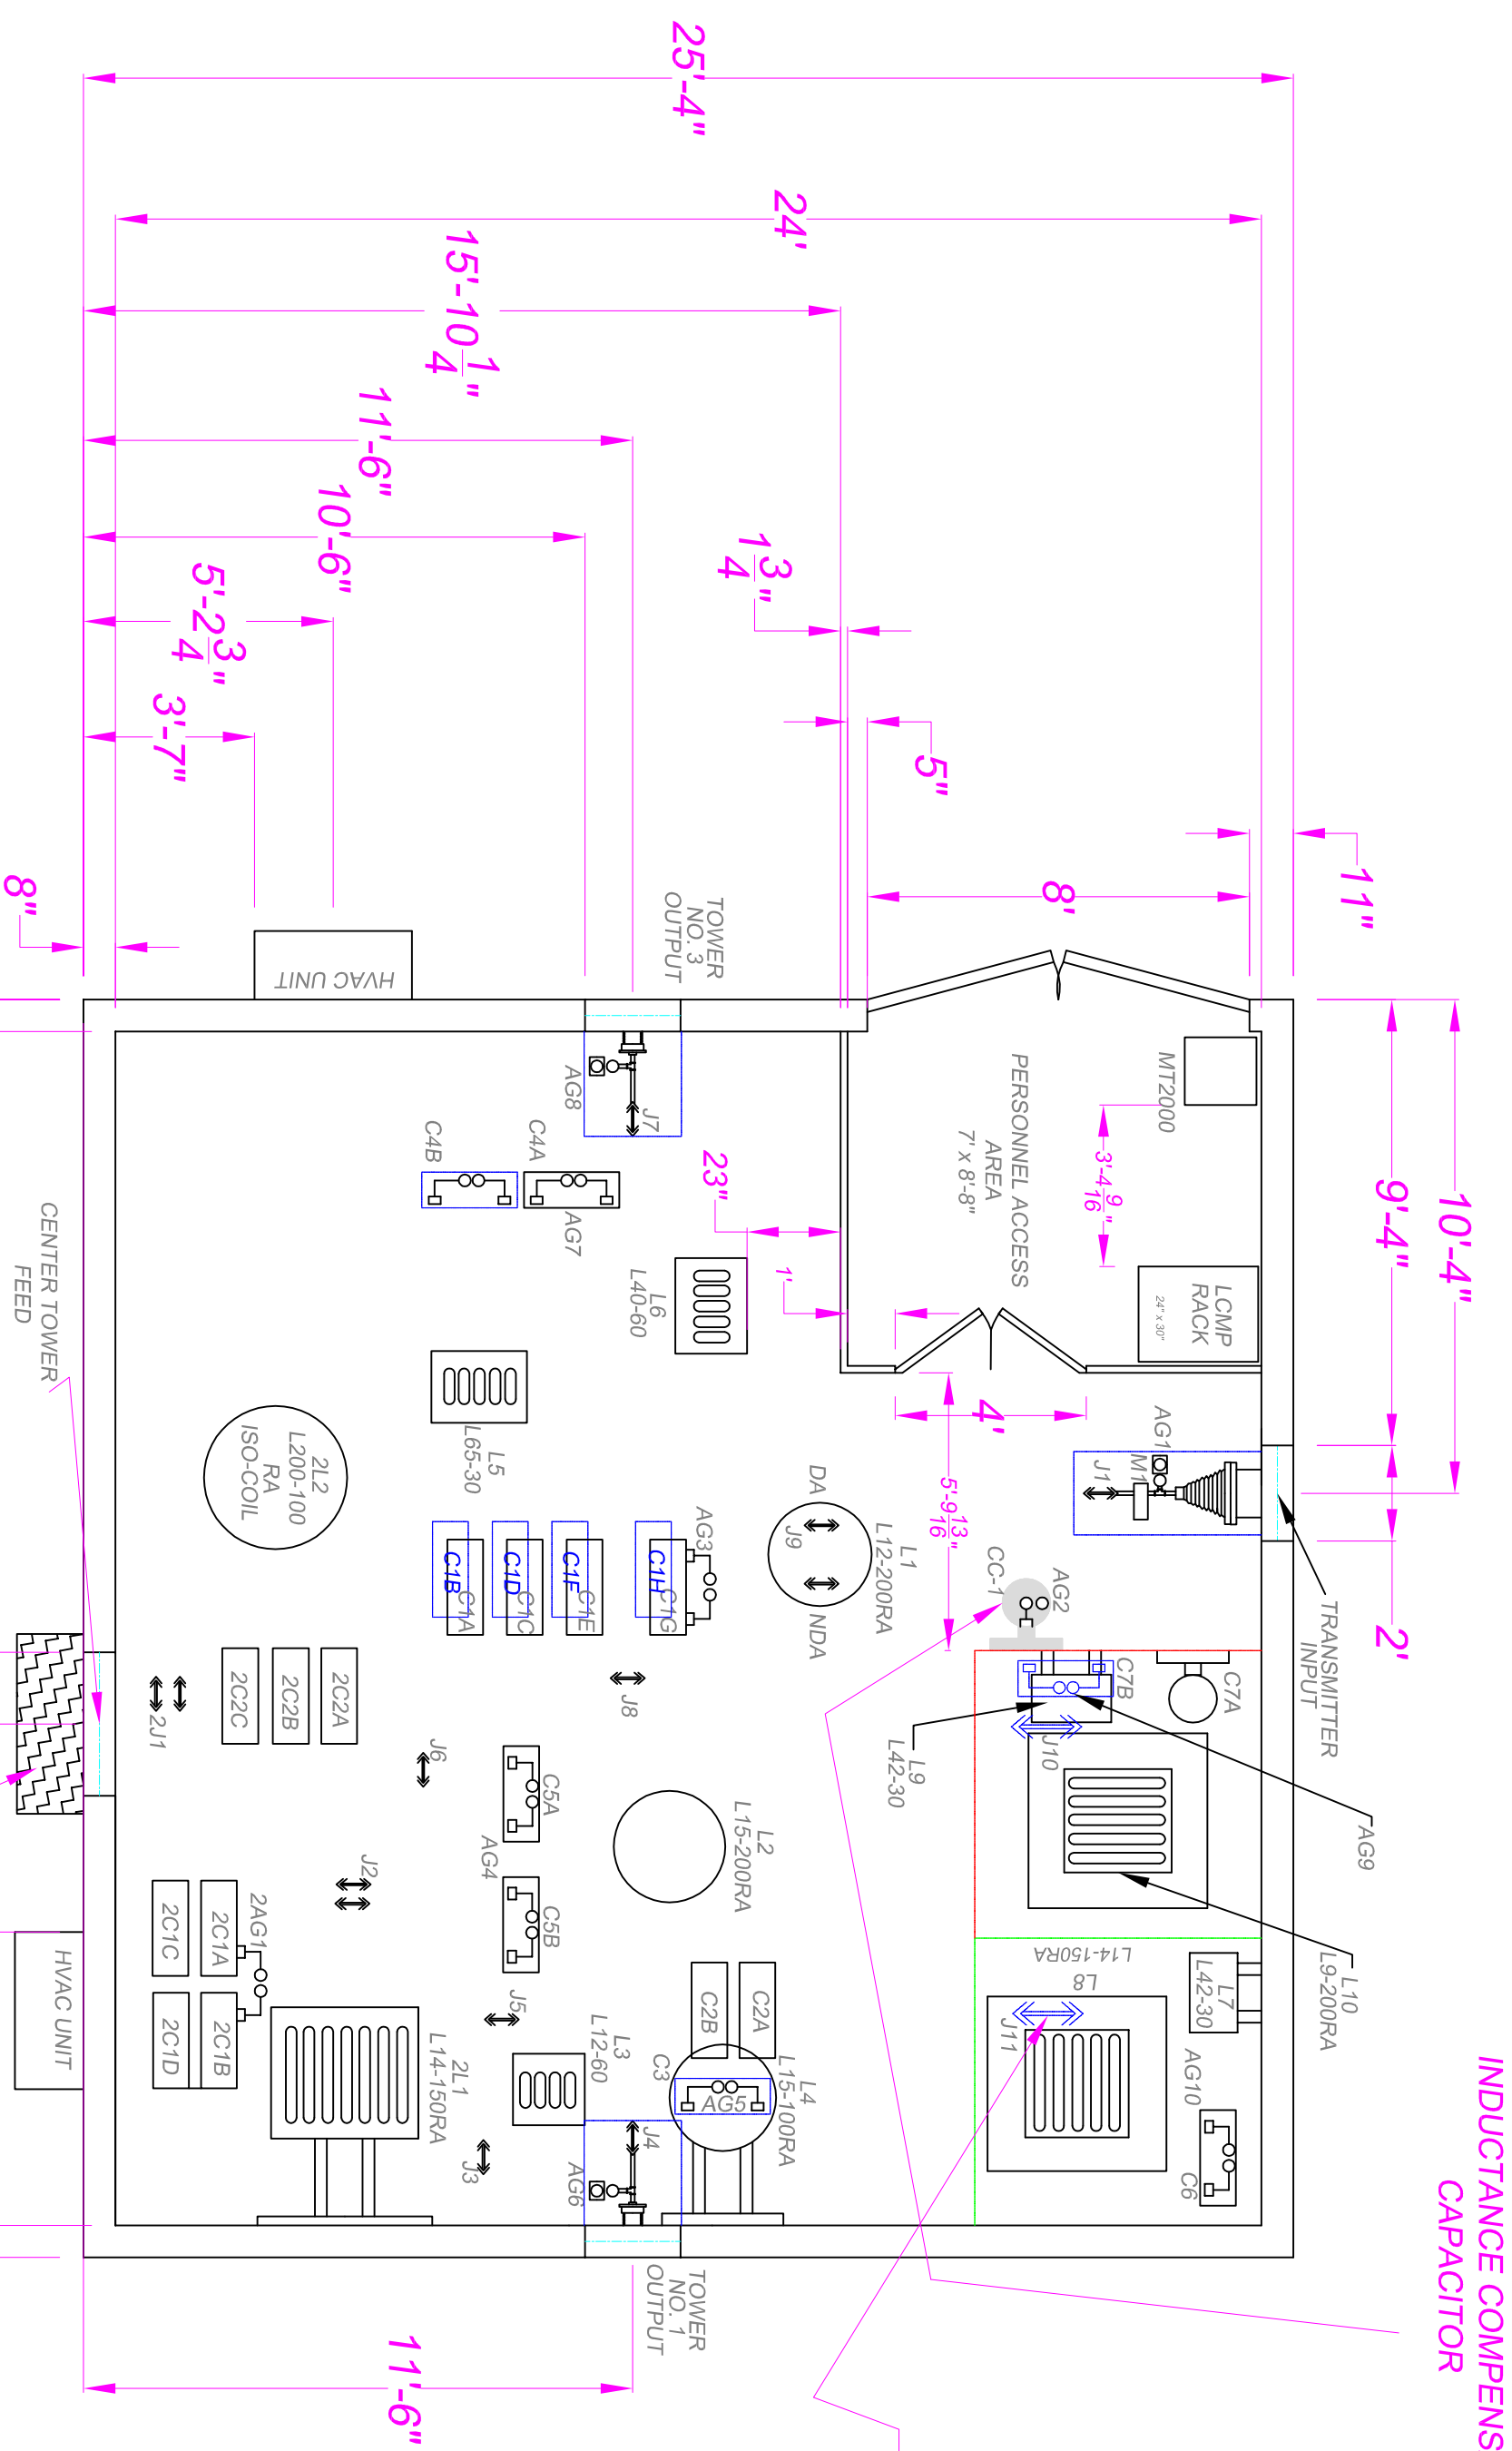 25'-4"
24'
15'-10 1/4"
11'-6"
10'-6"
5'-2 3/4"
3'-7"
1 3/4"
5"
11"
8'
8"
10'-4"
9'-4"
2'
HVAC UNIT
TOWER
NO. 3
OUTPUT
AG8
J7
C4B
C4A
AG7
23"
1'
MT2000
PERSONNEL ACCESS
AREA
7' x 8'-8"
3'-4 9/16"
LCMP
RACK
24" x 30"
4'
5'-9 13/16"
L6
L40-60
L5
L65-30
CENTER TOWER
FEED
2L2
L200-100
RA
ISO-COIL
AG1
M1
J1
TRANSMITTER
INPUT
DA
J9
NDA
L1
L12-200RA
AG3
C1H
C1G
C1F
C1E
C1D
C1C
C1B
C1A
CC-1
AG2
C7B
C7A
J10
L9
L42-30
AG9
L10
L9-200RA
2C2A
2C2B
2C2C
2J1
J8
J6
J2
C5A
AG4
C5B
L2
L15-200RA
2AG1
2C1A
2C1C
2C1B
2C1D
HVAC UNIT
2L1
L14-150RA
J5
L3
L12-60
J3
C2A
C2B
C3
L4
L15-100RA
AG5
J4
AG6
TOWER
NO. 1
OUTPUT
11'-6"
L14-150RA
L8
J11
L7
L42-30
AG10
C6
INDUCTANCE COMPENS
CAPACITOR